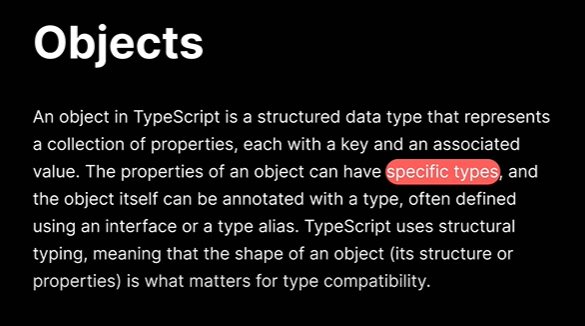 Objects
An object in TypeScript is a structured data type that represents
a collection of properties, each with a key and an associated
value. The properties of an object can have specific types, and
the object itself can be annotated with a type, often defined
using an interface or a type alias. TypeScript uses structural
typing, meaning that the shape of an object (its structure or
properties) is what matters for type compatibility.